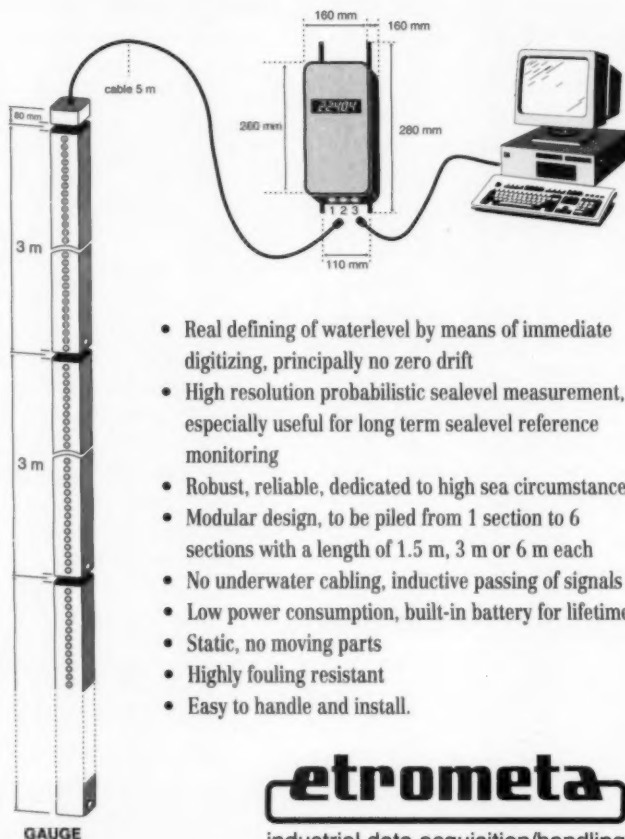 160 mm
160 mm
cable 5 m
80 mm
22404
260 mm
280 mm
1 2 3
110 mm
3 m
3 m
• Real defining of waterlevel by means of immediate
digitizing, principally no zero drift
• High resolution probabilistic sealevel measurement,
especially useful for long term sealevel reference
monitoring
• Robust, reliable, dedicated to high sea circumstance
• Modular design, to be piled from 1 section to 6
sections with a length of 1.5 m, 3 m or 6 m each
• No underwater cabling, inductive passing of signals
• Low power consumption, built-in battery for lifetime
• Static, no moving parts
• Highly fouling resistant
• Easy to handle and install.
etrometa
GAUGE
industrial data acquisition/handling